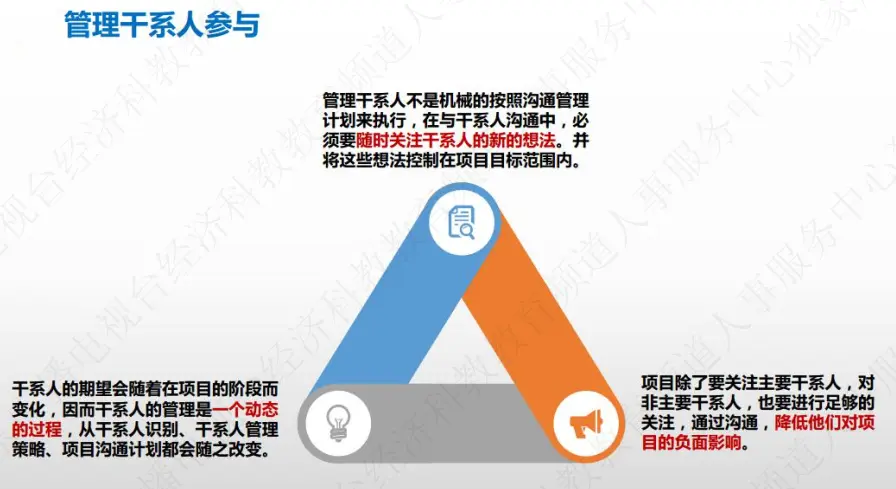 管理干系人参与
管理干系人不是机械的按照沟通管理
计划来执行，在与干系人沟通中，必
须要随时关注干系人的新的想法。并
将这些想法控制在项目目标范围内。
干系人的期望会随着在项目的阶段而
变化，因而干系人的管理是一个动态
的过程，从干系人识别、干系人管理
策略、项目沟通计划都会随之改变。
项目除了要关注主要干系人，对
非主要干系人，也要进行足够的
关注，通过沟通，降低他们对项
目的负面影响。